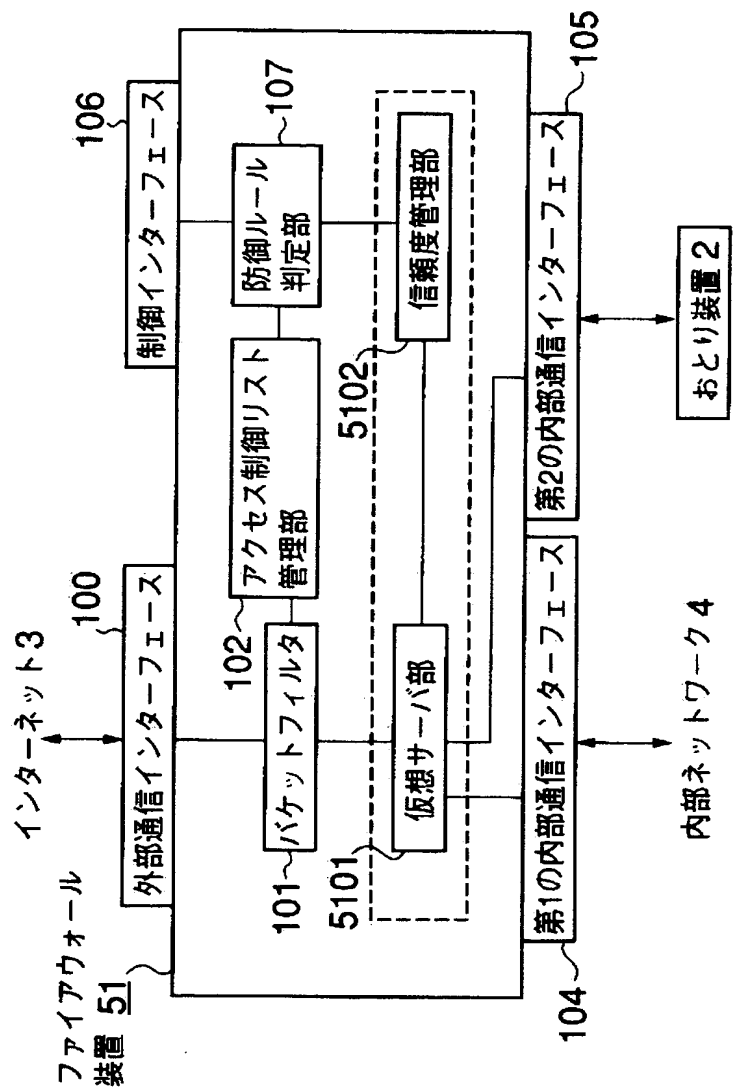 ファイアウォール
装置 51
インターネット3
100
外部通信インターフェース
106
制御インターフェース
101
パケットフィルタ
102
アクセス制御リスト
管理部
107
防御ルール
判定部
5101
仮想サーバ部
5102
信頼度管理部
104
第1の内部通信インターフェース
105
第2の内部通信インターフェース
内部ネットワーク4
おとり装置2